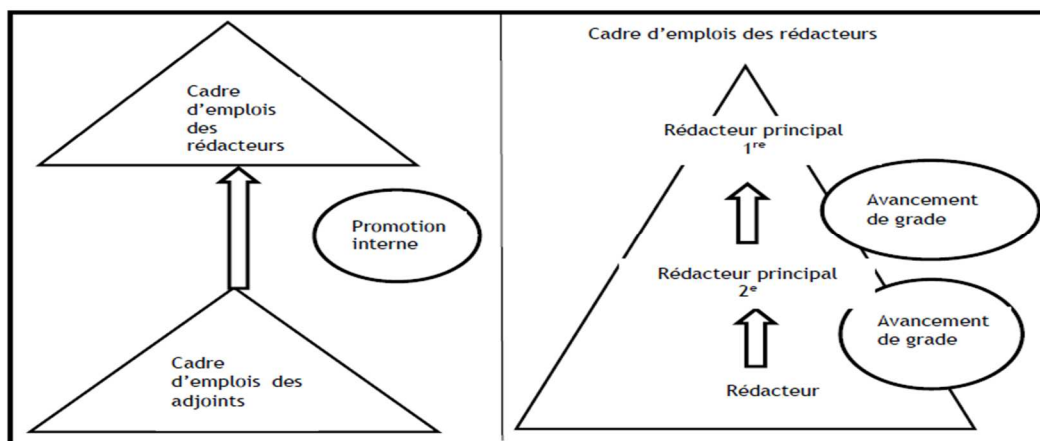 Cadre
d'emplois
des
rédacteurs
Promotion
interne
Cadre
d'emplois des
adjoints
Cadre d'emplois des rédacteurs
Rédacteur principal
1re
Avancement
de grade
Rédacteur principal
2e
Avancement
de grade
Rédacteur